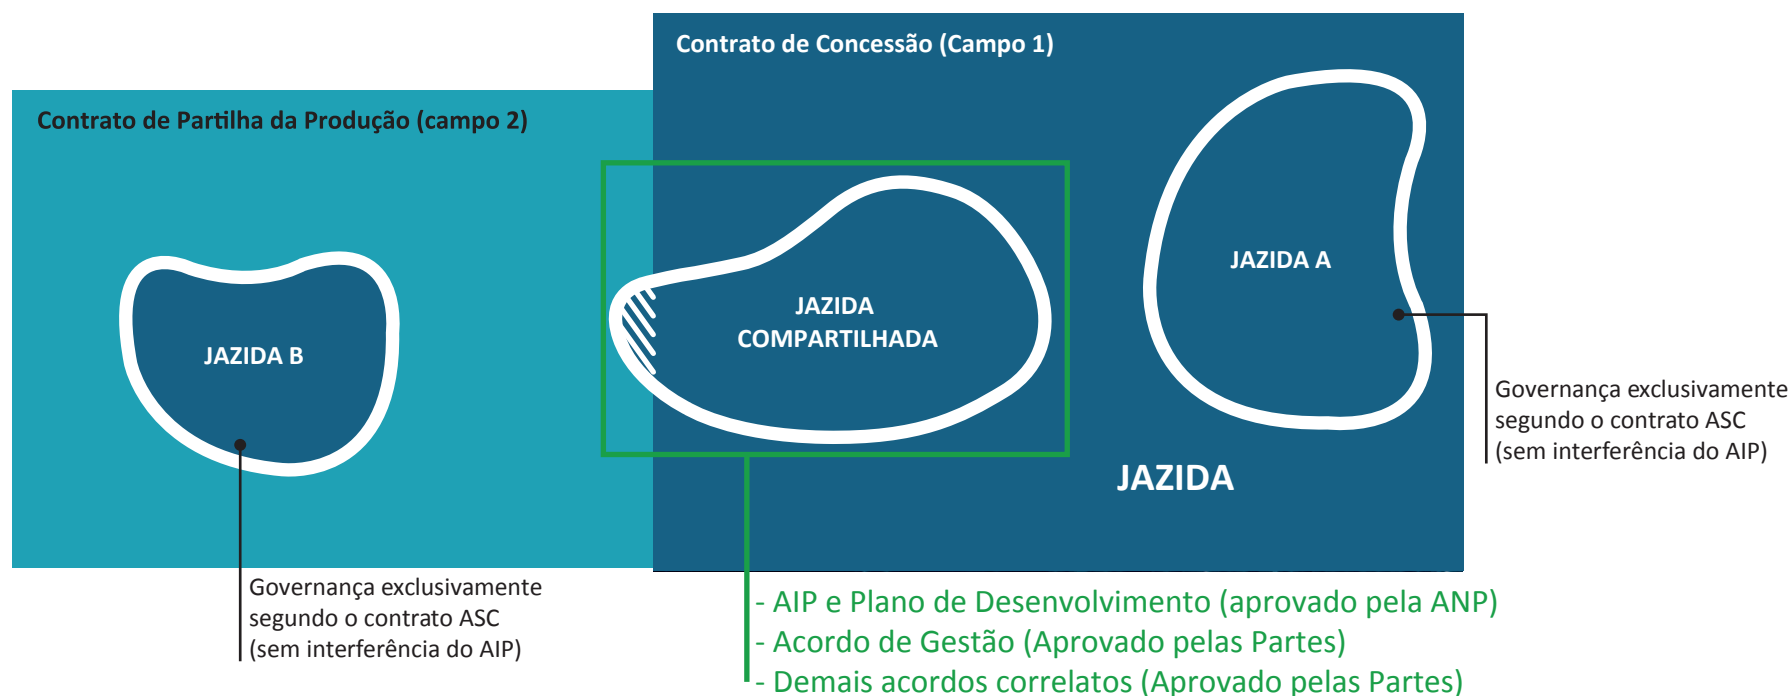 Contrato de Concessão (Campo 1)
Contrato de Partilha da Produção (campo 2)
JAZIDA A
JAZIDA
COMPARTILHADA
JAZIDA B
Governança exclusivamente
segundo o contrato ASC
(sem interferência do AIP)
JAZIDA
Governança exclusivamente
segundo o contrato ASC
(sem interferência do AIP)
- AIP e Plano de Desenvolvimento (aprovado pela ANP)
- Acordo de Gestão (Aprovado pelas Partes)
- Demais acordos correlatos (Aprovado pelas Partes)